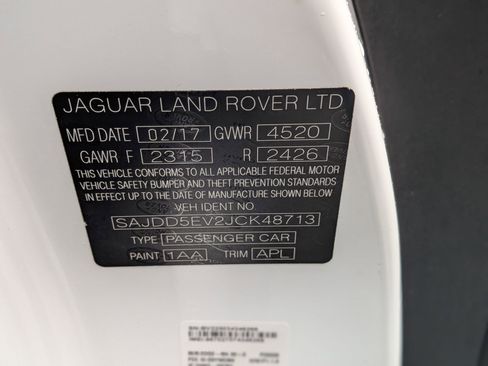 JAGUAR LAND ROVER LTD
MFD DATE 02/17 GVWR 4520
GAWR F 2315 R 2426
THIS VEHICLE CONFORMS TO ALL APPLICABLE FEDERAL MOTOR
VEHICLE SAFETY BUMPER AND THEFT PREVENTION STANDARDS
IN EFFECT UP TO THE DATE OF MANUFACTURE SHOWN BELOW
VEH IDENT NO
SAJDD5EV2JCK48713
TYPE PASSENGER CAR
PAINT 1AA TRIM APL